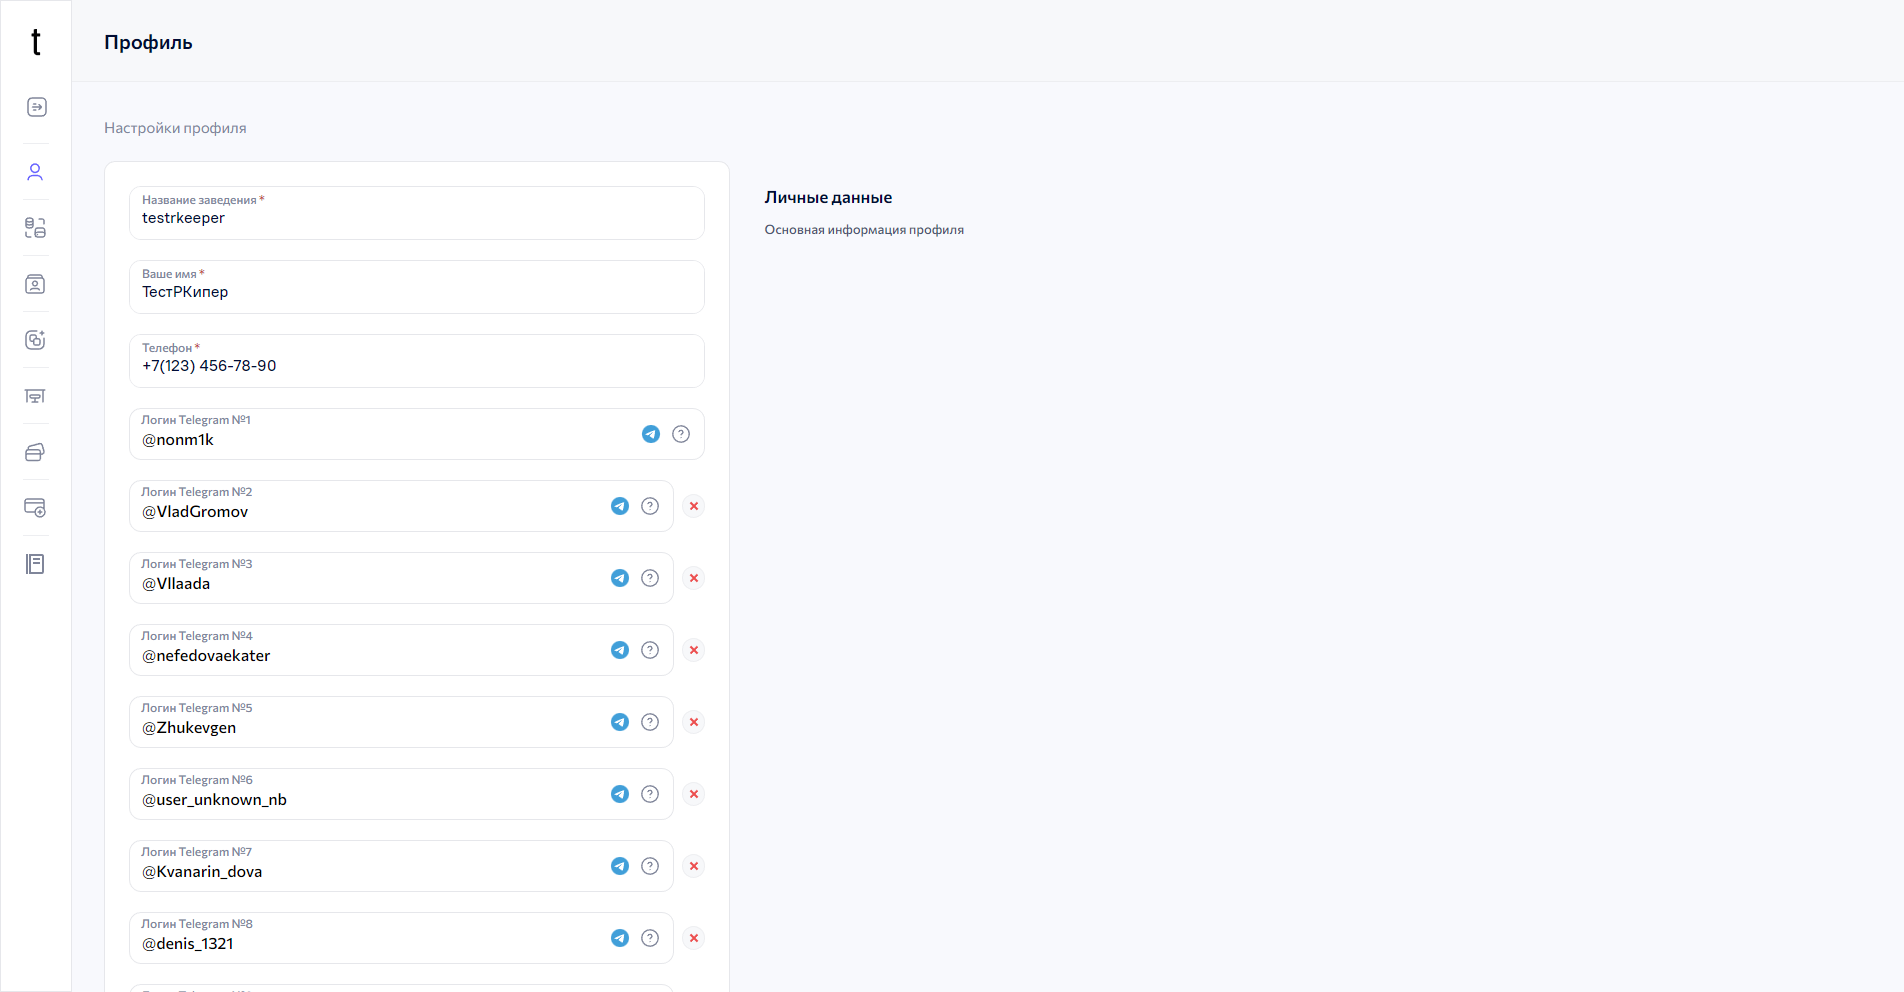 t
Профиль
Настройки профиля
Название заведения *
testrkeeper
Ваше имя *
ТестРКипер
Телефон *
+7(123) 456-78-90
Логин Telegram №1
@nonm1k
Логин Telegram №2
@VladGromov
Логин Telegram №3
@Vllaada
Логин Telegram №4
@nefedovaekater
Логин Telegram №5
@Zhukevgen
Логин Telegram №6
@user_unknown_nb
Логин Telegram №7
@Kvanarin_dova
Логин Telegram №8
@denis_1321
Личные данные
Основная информация профиля